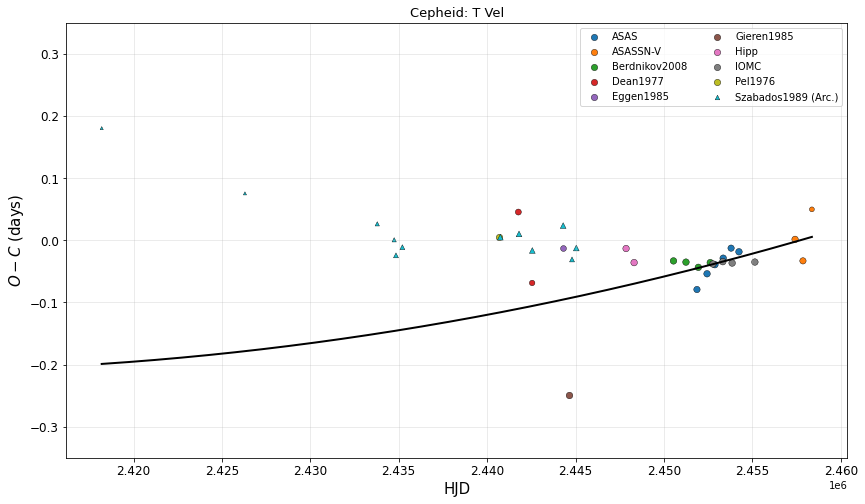 Cepheid: T Vel
0.3
0.2
0.1
0.0
−0.1
−0.2
−0.3
O − C (days)
ASAS
ASASSN-V
Berdnikov2008
Dean1977
Eggen1985
Gieren1985
Hipp
IOMC
Pel1976
Szabados1989 (Arc.)
2.420 2.425 2.430 2.435 2.440 2.445 2.450 2.455 2.460
1e6
HJD